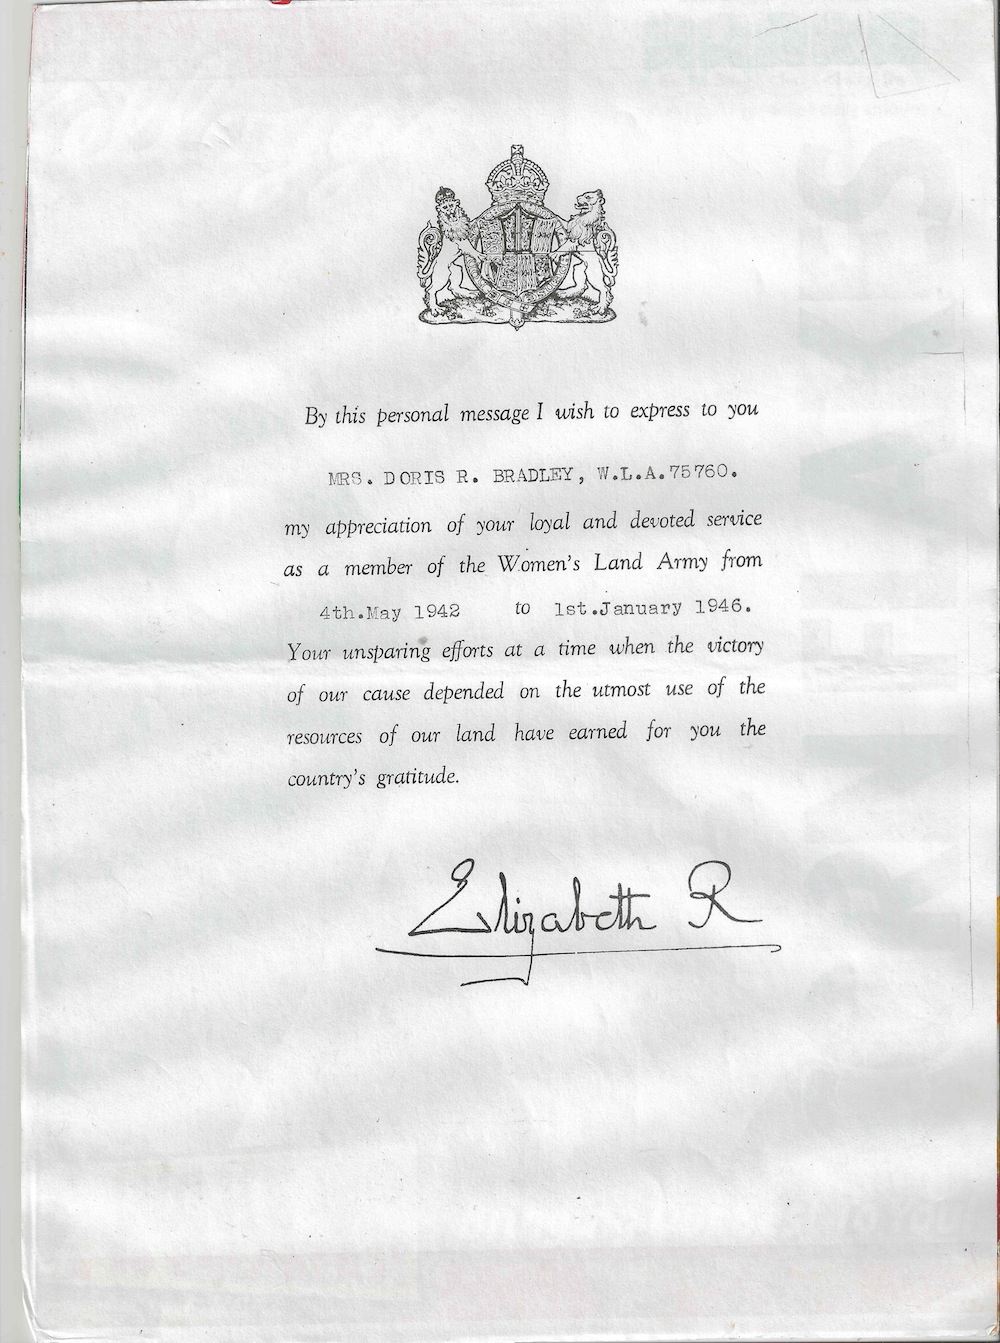 By this personal message I wish to express to you
MRS. DORIS R. BRADLEY, W.L.A.75760.
my appreciation of your loyal and devoted service
as a member of the Women's Land Army from
4th.May 1942 to 1st.January 1946.
Your unsparing efforts at a time when the victory
of our cause depended on the utmost use of the
resources of our land have earned for you the
country's gratitude.
Elizabeth R